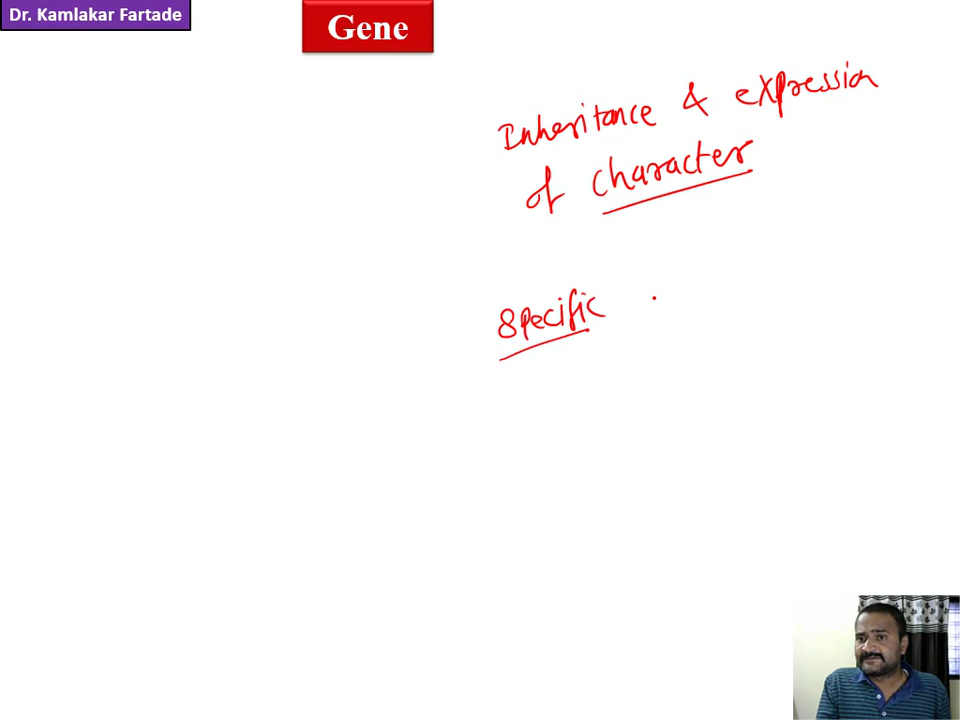 Dr. Kamlakar Fartade
Gene
Inheritance & expression
of character
Specific